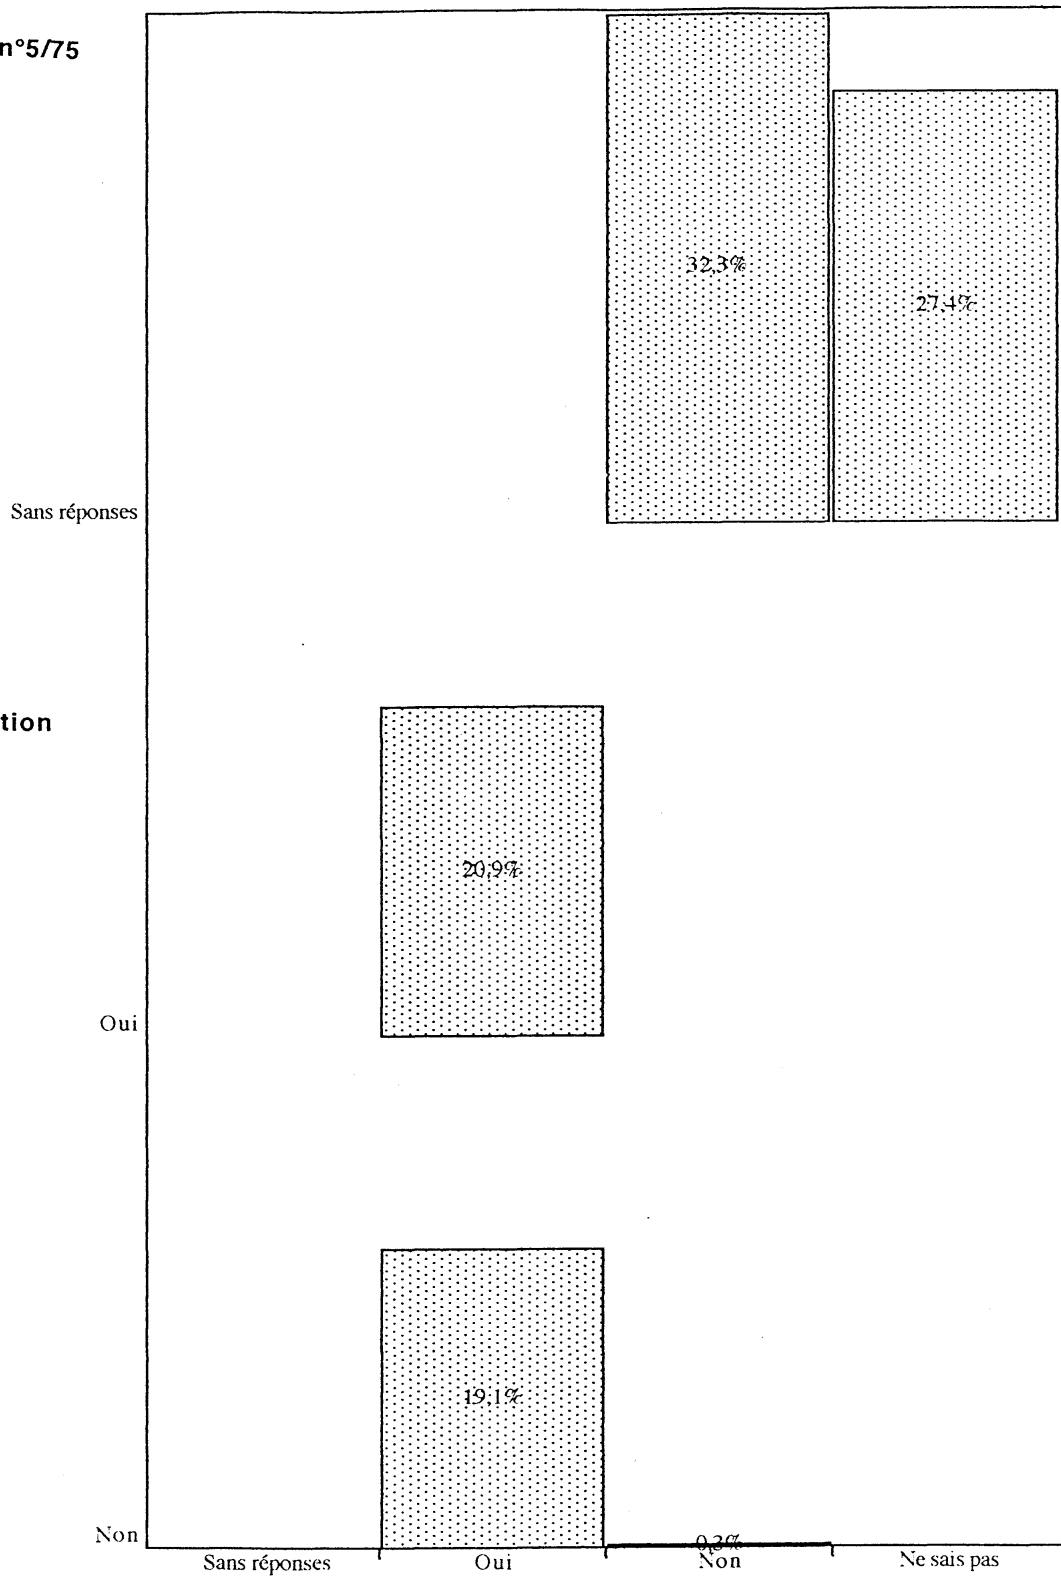 n°5/75
32,3%
27,4%
Sans réponses
tion
20,9%
Oui
19,1%
Non
0,3%
Sans réponses Oui Non Ne sais pas